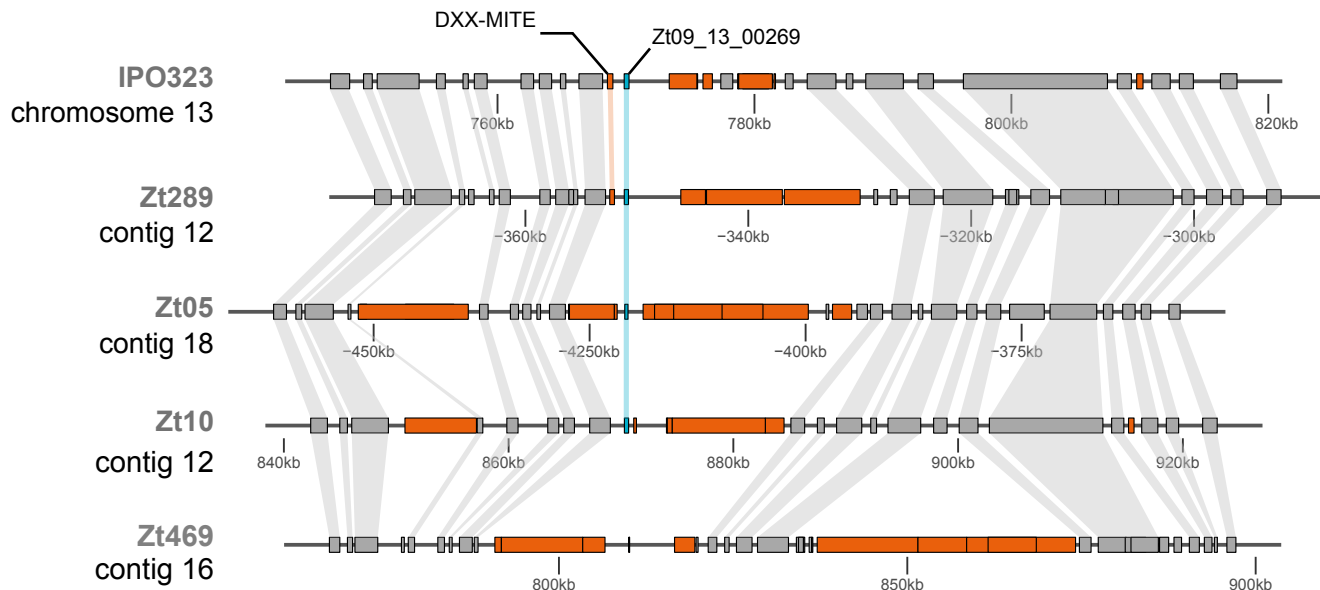 DXX-MITE
Zt09_13_00269
IPO323
chromosome 13
760kb
780kb
800kb
820kb
Zt289
contig 12
−360kb
−340kb
−320kb
−300kb
Zt05
contig 18
−450kb
−4250kb
−400kb
−375kb
Zt10
contig 12
840kb
860kb
880kb
900kb
920kb
Zt469
contig 16
800kb
850kb
900kb